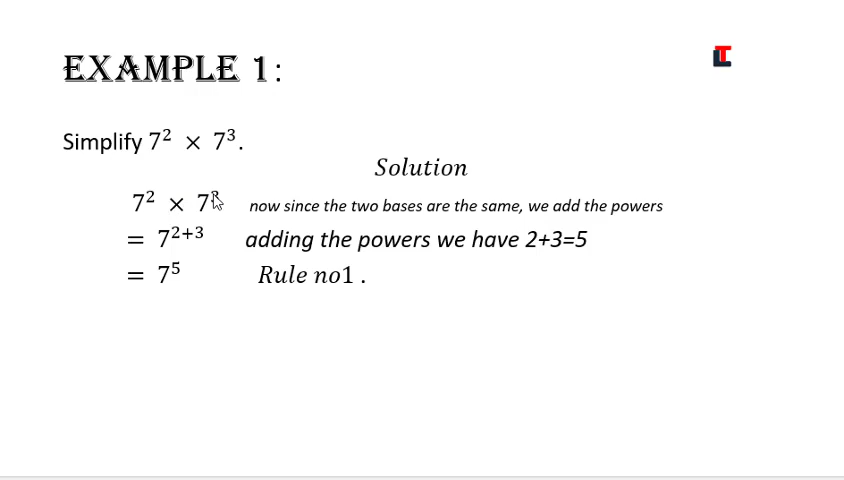 EXAMPLE 1:
LT
Simplify 7² × 7³.
Solution
7² × 7³ now since the two bases are the same, we add the powers
= 7²⁺³ adding the powers we have 2+3=5
= 7⁵ Rule no1 .